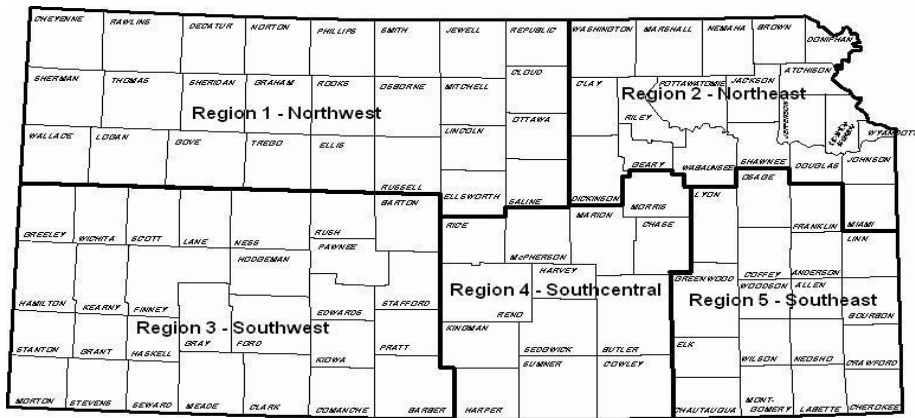 CHEYENNE RAWLINS DECATUR NORTON PHILLIPS SMITH JEWELL REPUBLIC WASHINGTON MARSHALL NEMAHA BROWN DONIPHAN
SHERMAN THOMAS SHERIDAN GRAHAM ROOKS OSBORNE MITCHELL CLOUD CLAY POTTAWATOMIE JACKSON ATCHISON
Region 1 - Northwest
Region 2 - Northeast
OTTAWA RILEY JEFFERSON WYANDOTT
WALLACE LOGAN GOVE TREGO ELLIS LINCOLN
RUSSELL ELLSWORTH SALINE DICKINSON GEARY WABAUNSEE SHAWNEE DOUGLAS JOHNSON
BARTON RICE MARION MORRIS LYON OSAGE
GREELEY WICHITA SCOTT LANE NESS RUSH CHASE FRANKLIN MIAMI
PAWNEE
HODGEMAN McPHERSON HARVEY LINN
HAMILTON KEARNY FINNEY STAFFORD GREENWOOD COFFEY ANDERSON
Region 4 - Southcentral
WOODSON ALLEN
Region 3 - Southwest
Region 5 - Southeast
EDWARDS RENO BOURBON
STANTON GRANT HASKELL GRAY FORD KIOWA PRATT KINGMAN SEDGWICK BUTLER ELK WILSON NEOSHO CRAWFORD
SUMNER COWLEY
MORTON STEVENS SEWARD MEADE CLARK COMANCHE BARBER HARPER CHAUTAUQUA MONT-
GOMERY LABETTE CHEROKEE